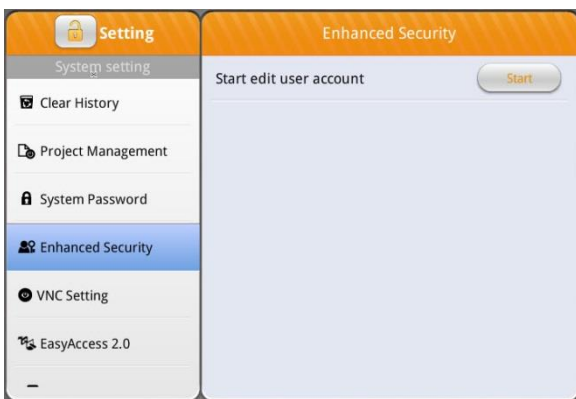 Setting
System setting
Clear History
Project Management
System Password
Enhanced Security
VNC Setting
EasyAccess 2.0
Enhanced Security
Start edit user account
Start